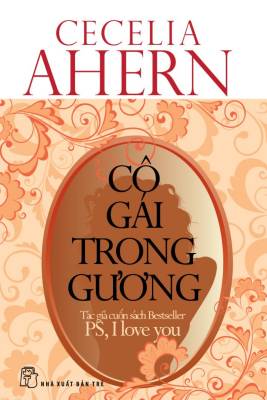 CECELIA
AHERN
CÔ
GÁI
TRONG
GƯƠNG
Tác giả cuốn sách Bestseller
PS, I love you
NHÀ XUẤT BẢN TRẺ